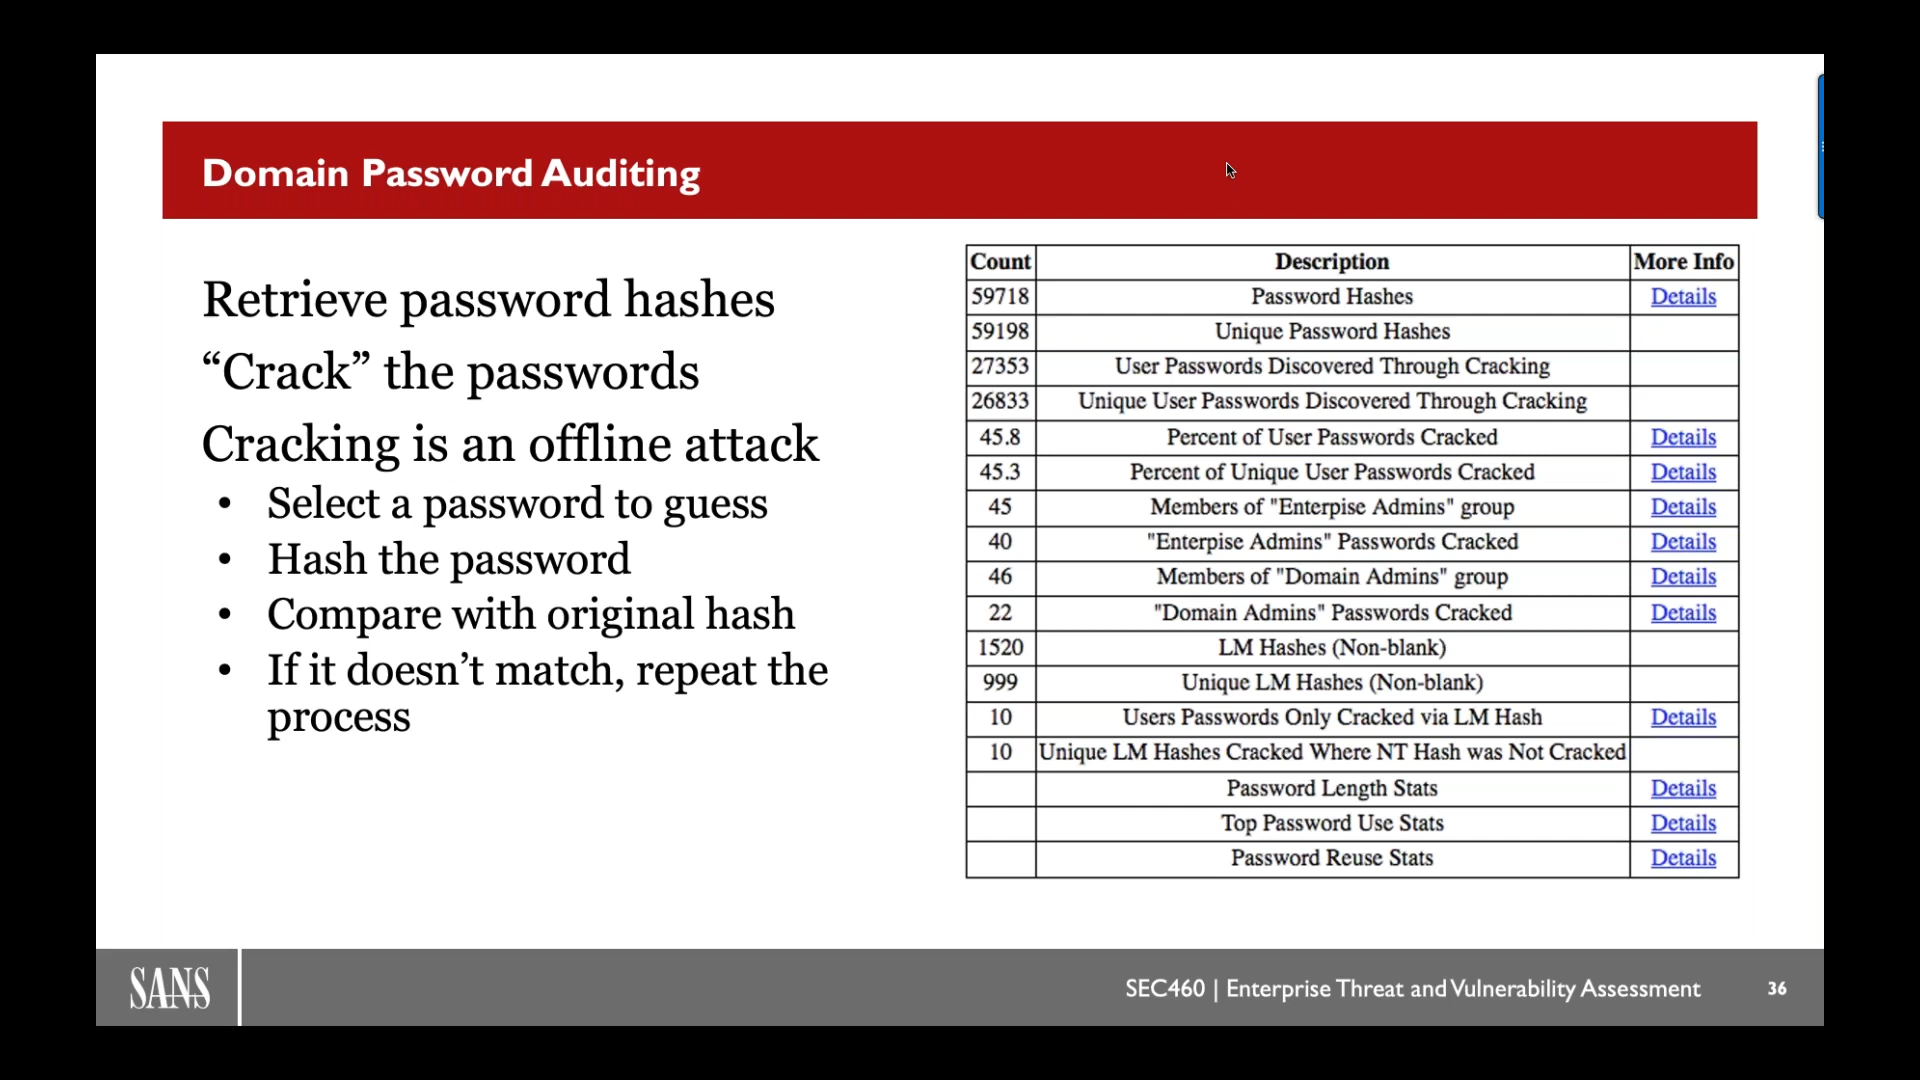 Domain Password Auditing
Retrieve password hashes
“Crack” the passwords
Cracking is an offline attack
• Select a password to guess
• Hash the password
• Compare with original hash
• If it doesn’t match, repeat the
process
Count Description More Info
59718 Password Hashes Details
59198 Unique Password Hashes
27353 User Passwords Discovered Through Cracking
26833 Unique User Passwords Discovered Through Cracking
45.8 Percent of User Passwords Cracked Details
45.3 Percent of Unique User Passwords Cracked Details
45 Members of "Enterpise Admins" group Details
40 "Enterpise Admins" Passwords Cracked Details
46 Members of "Domain Admins" group Details
22 "Domain Admins" Passwords Cracked Details
1520 LM Hashes (Non-blank)
999 Unique LM Hashes (Non-blank)
10 Users Passwords Only Cracked via LM Hash Details
10 Unique LM Hashes Cracked Where NT Hash was Not Cracked
Password Length Stats Details
Top Password Use Stats Details
Password Reuse Stats Details
SANS
SEC460 | Enterprise Threat and Vulnerability Assessment 36